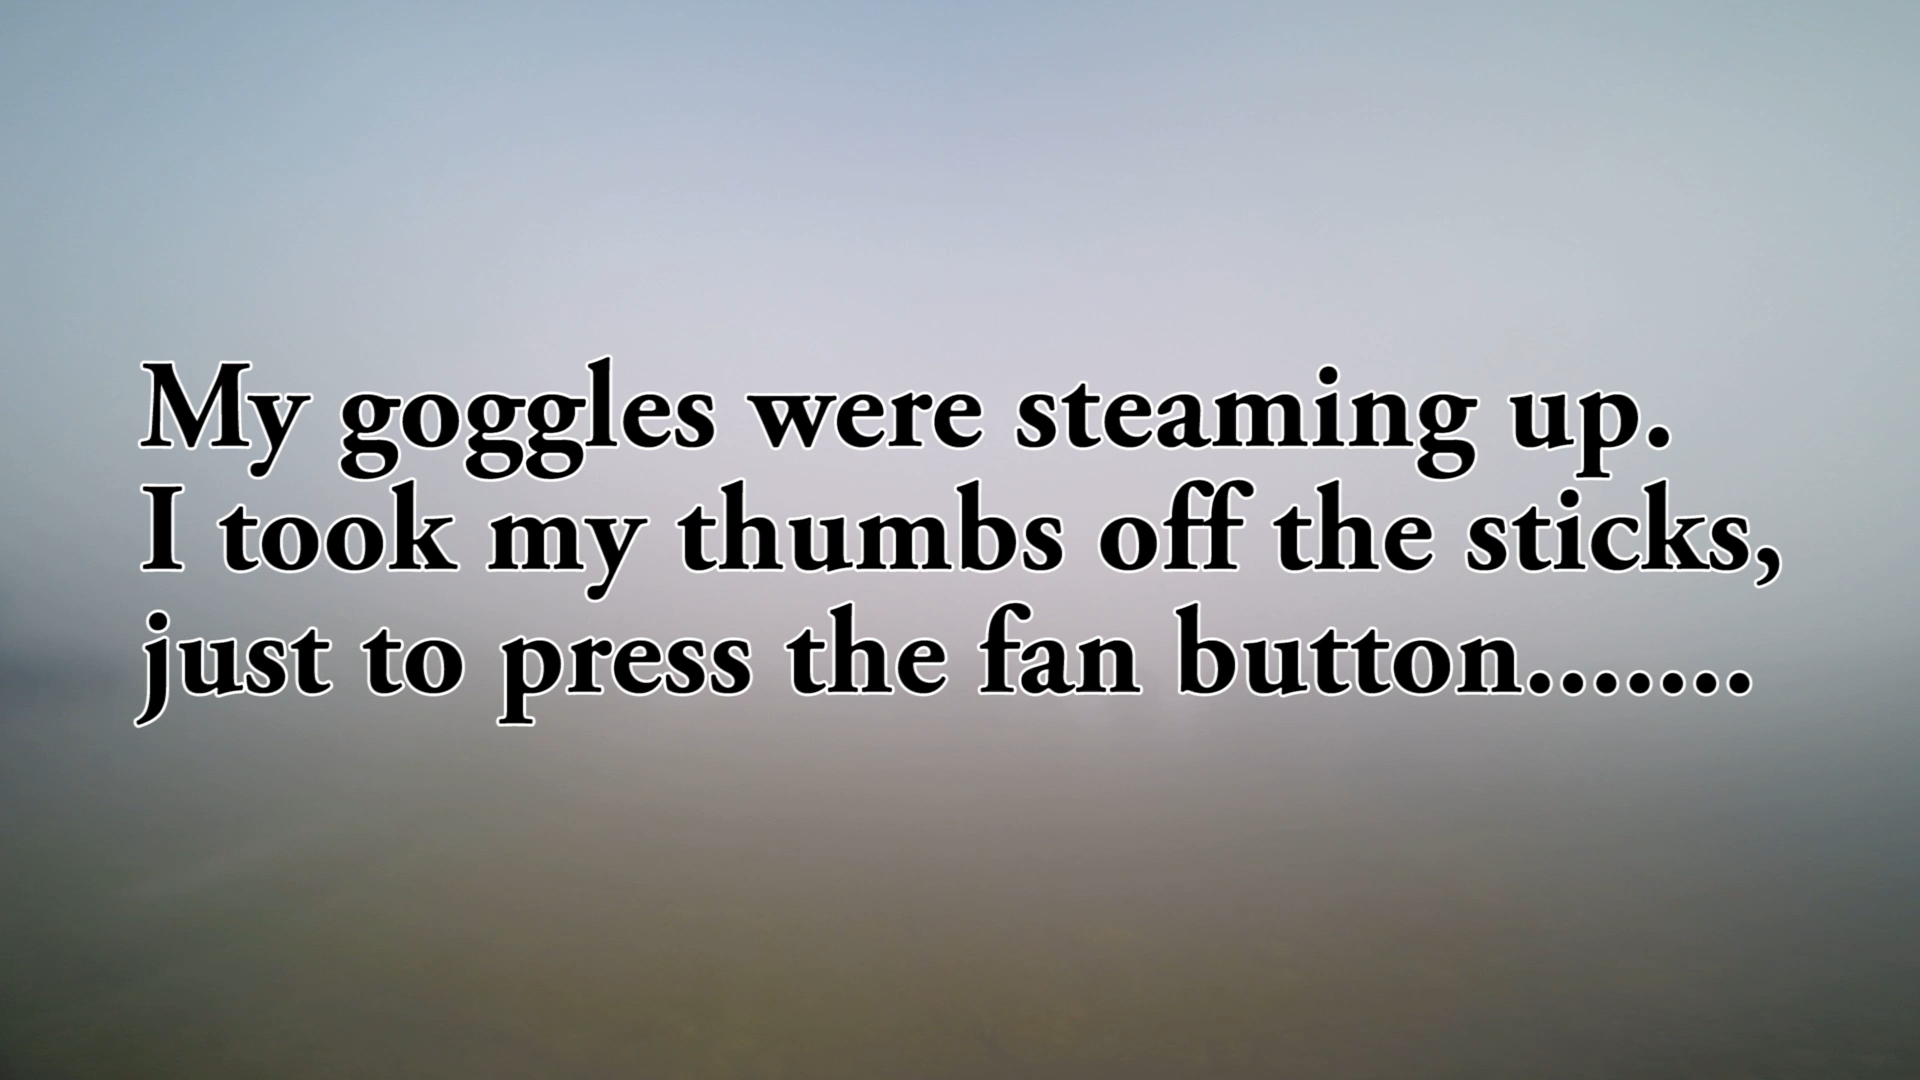 My goggles were steaming up.
I took my thumbs off the sticks,
just to press the fan button.......